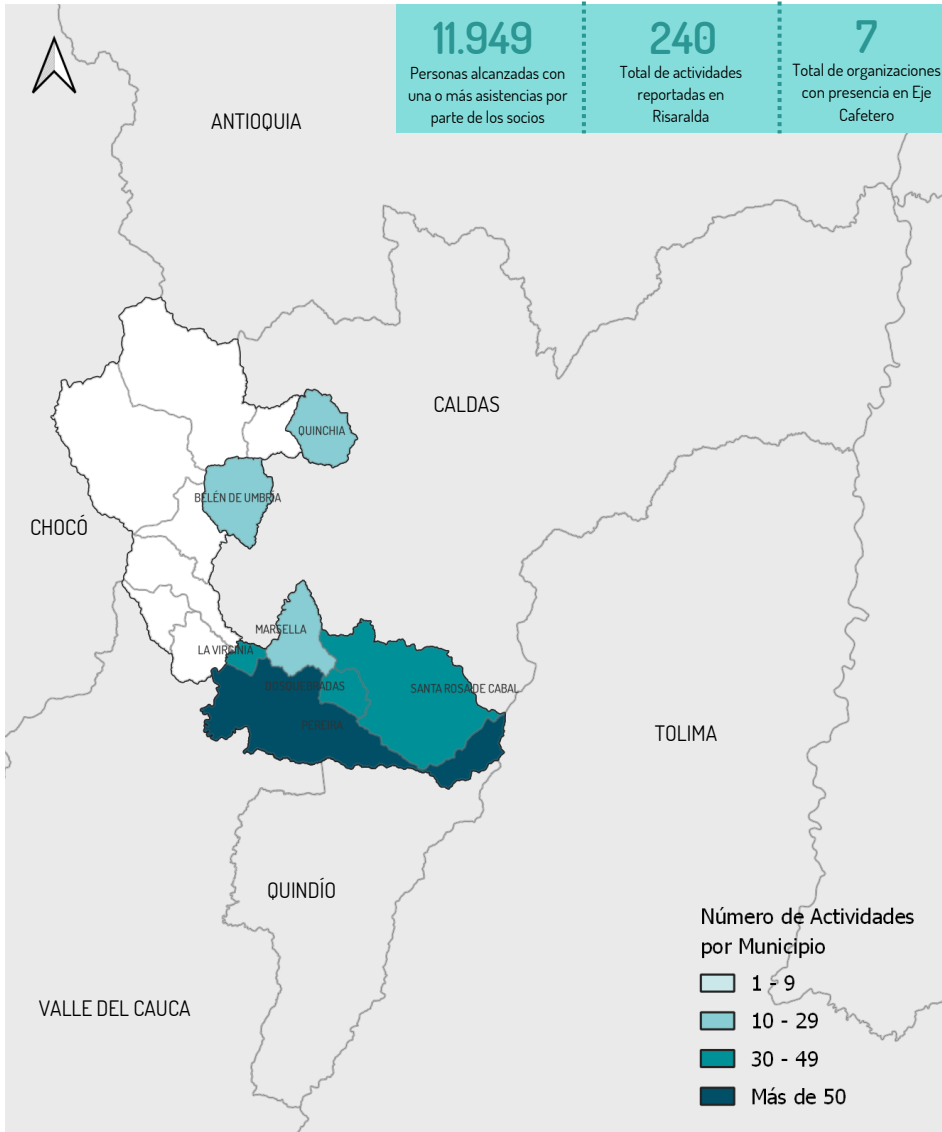 11.949
Personas alcanzadas con
una o más asistencias por
parte de los socios
240
Total de actividades
reportadas en
Risaralda
7
Total de organizaciones
con presencia en Eje
Cafetero
ANTIOQUIA
CALDAS
QUINCHIA
BELÉN DE UMBRÍA
CHOCÓ
MARSELLA
LA VIRGINIA
DOSQUEBRADAS
SANTA ROSA DE CABAL
PEREIRA
TOLIMA
QUINDÍO
VALLE DEL CAUCA
Número de Actividades
por Municipio
1 - 9
10 - 29
30 - 49
Más de 50